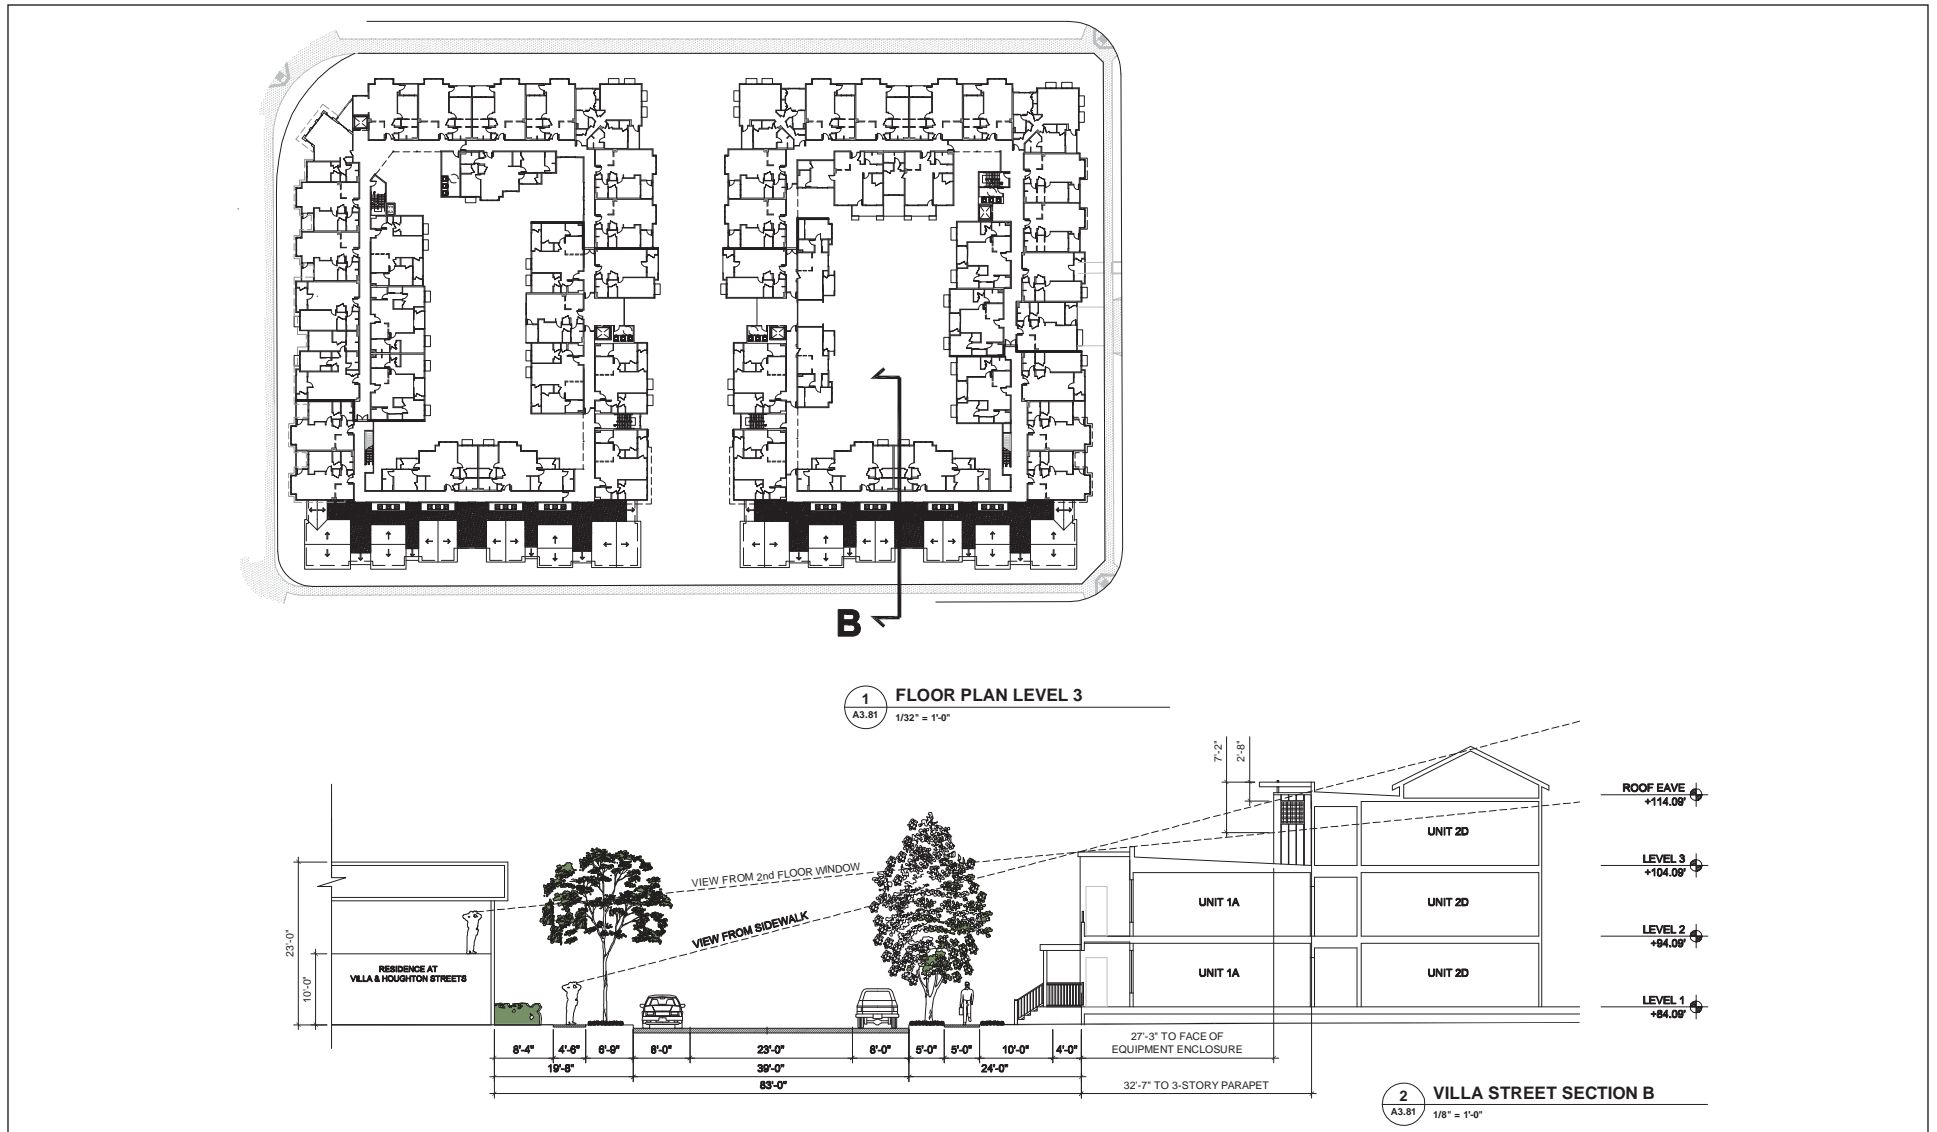 B
1
A3.81
FLOOR PLAN LEVEL 3
1/32" = 1'-0"
7'-2"
2'-8"
ROOF EAVE
+114.09'
UNIT 2D
LEVEL 3
+104.09'
VIEW FROM 2nd FLOOR WINDOW
VIEW FROM SIDEWALK
UNIT 1A
UNIT 2D
LEVEL 2
+94.09'
23'-0"
10'-0"
RESIDENCE AT
VILLA & HOUGHTON STREETS
UNIT 1A
UNIT 2D
LEVEL 1
+84.09'
8'-4"
4'-6"
6'-9"
8'-0"
23'-0"
8'-0"
5'-0"
5'-0"
10'-0"
4'-0"
27'-3" TO FACE OF
EQUIPMENT ENCLOSURE
19'-8"
39'-0"
24'-0"
83'-0"
32'-7" TO 3-STORY PARAPET
2
A3.81
VILLA STREET SECTION B
1/8" = 1'-0"